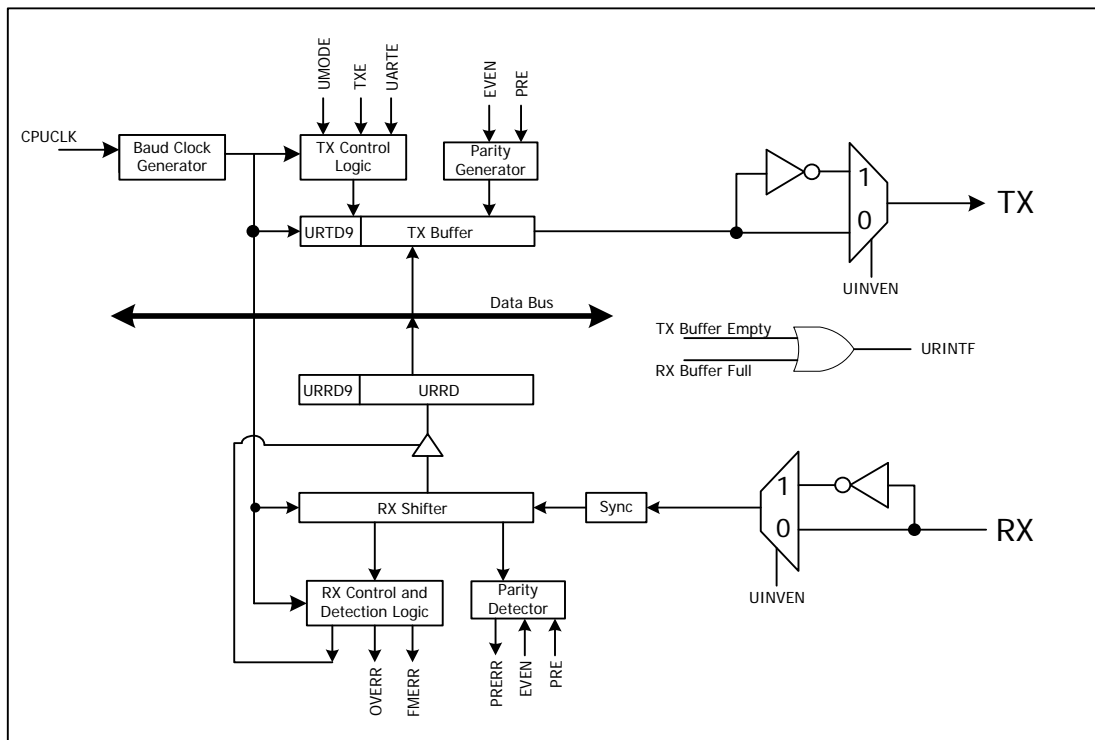 UMODE
TXE
UARTE
EVEN
PRE
CPUCLK
Baud Clock
Generator
TX Control
Logic
Parity
Generator
1
0
TX
URTD9
TX Buffer
UINVEN
Data Bus
TX Buffer Empty
RX Buffer Full
URINTF
URRD9
URRD
RX Shifter
Sync
1
0
RX
RX Control and
Detection Logic
Parity
Detector
UINVEN
OVERR
FMERR
PRERR
EVEN
PRE